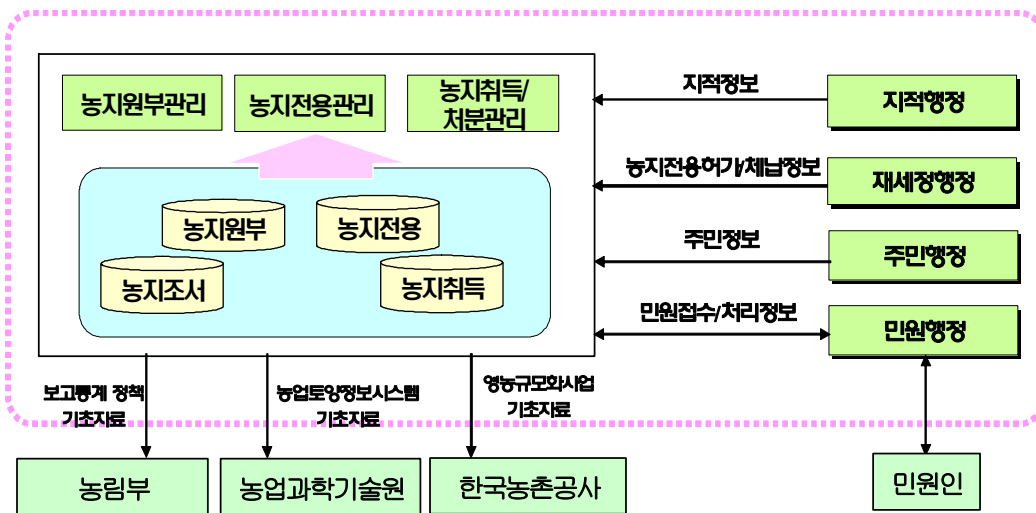 농지원부관리
농지전용관리
농지취득/
처분관리
지적정보
지적행정
농지전용허가/체납정보
재세정행정
농지원부
농지전용
주민정보
주민행정
농지조서
농지취득
민원접수/처리정보
민원행정
보고통계 정책
기초자료
농업토양정보시스템
기초자료
영농규모화사업
기초자료
농림부
농업과학기술원
한국농촌공사
민원인